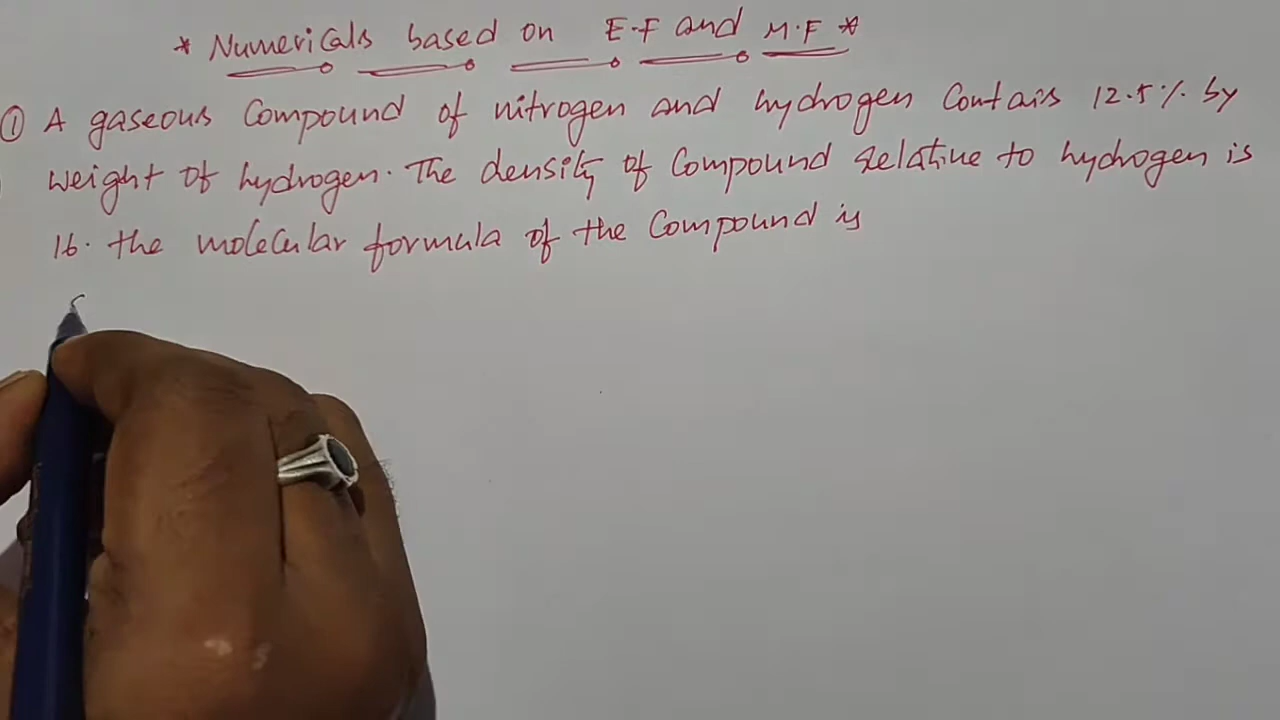 * Numericals based on E.F and M.F *
① A gaseous Compound of nitrogen and hydrogen Contains 12.5% by
weight of hydrogen. The density of Compound relative to hydrogen is
16. the molecular formula of the Compound is